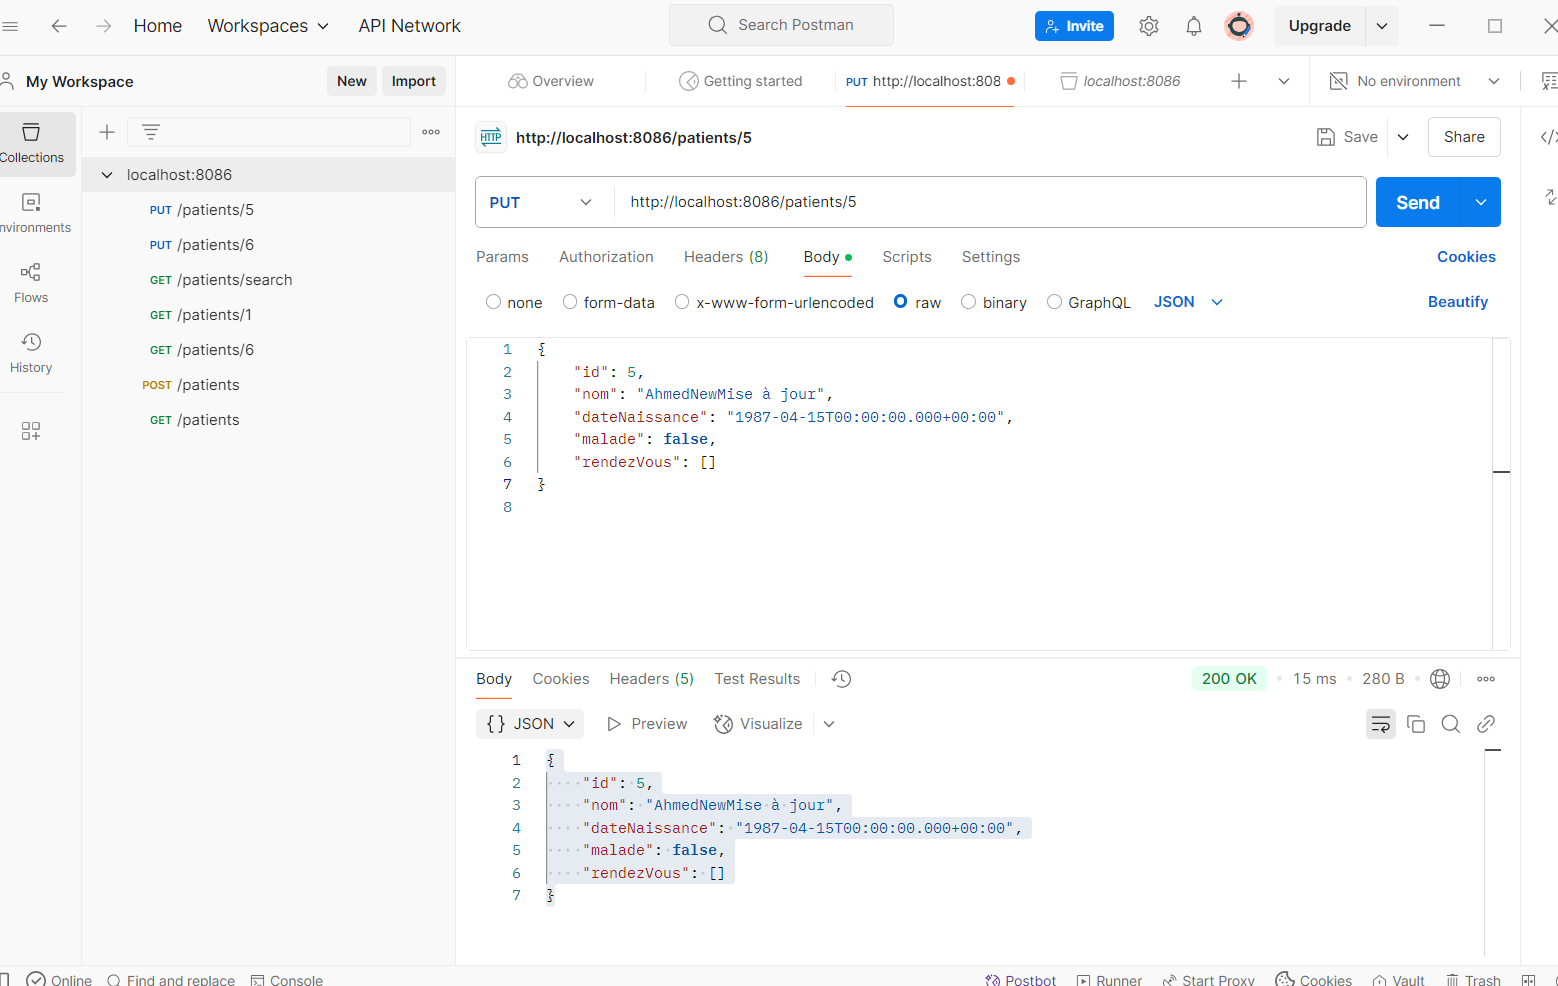 Home Workspaces API Network Search Postman Invite Upgrade
My Workspace New Import Overview Getting started PUT http://localhost:808 localhost:8086 No environment
Collections
nvironments
Flows
History
localhost:8086
PUT /patients/5
PUT /patients/6
GET /patients/search
GET /patients/1
GET /patients/6
POST /patients
GET /patients
HTTP http://localhost:8086/patients/5 Save Share
PUT http://localhost:8086/patients/5 Send
Params Authorization Headers (8) Body Scripts Settings Cookies
none form-data x-www-form-urlencoded raw binary GraphQL JSON Beautify
1 {
2 "id": 5,
3 "nom": "AhmedNewMise à jour",
4 "dateNaissance": "1987-04-15T00:00:00.000+00:00",
5 "malade": false,
6 "rendezVous": []
7 }
8
Body Cookies Headers (5) Test Results 200 OK 15 ms 280 B
{} JSON Preview Visualize
1 {
2 "id": 5,
3 "nom": "AhmedNewMise à jour",
4 "dateNaissance": "1987-04-15T00:00:00.000+00:00",
5 "malade": false,
6 "rendezVous": []
7 }
Online Find and replace Console Postbot Runner Start Proxy Cookies Vault Trash